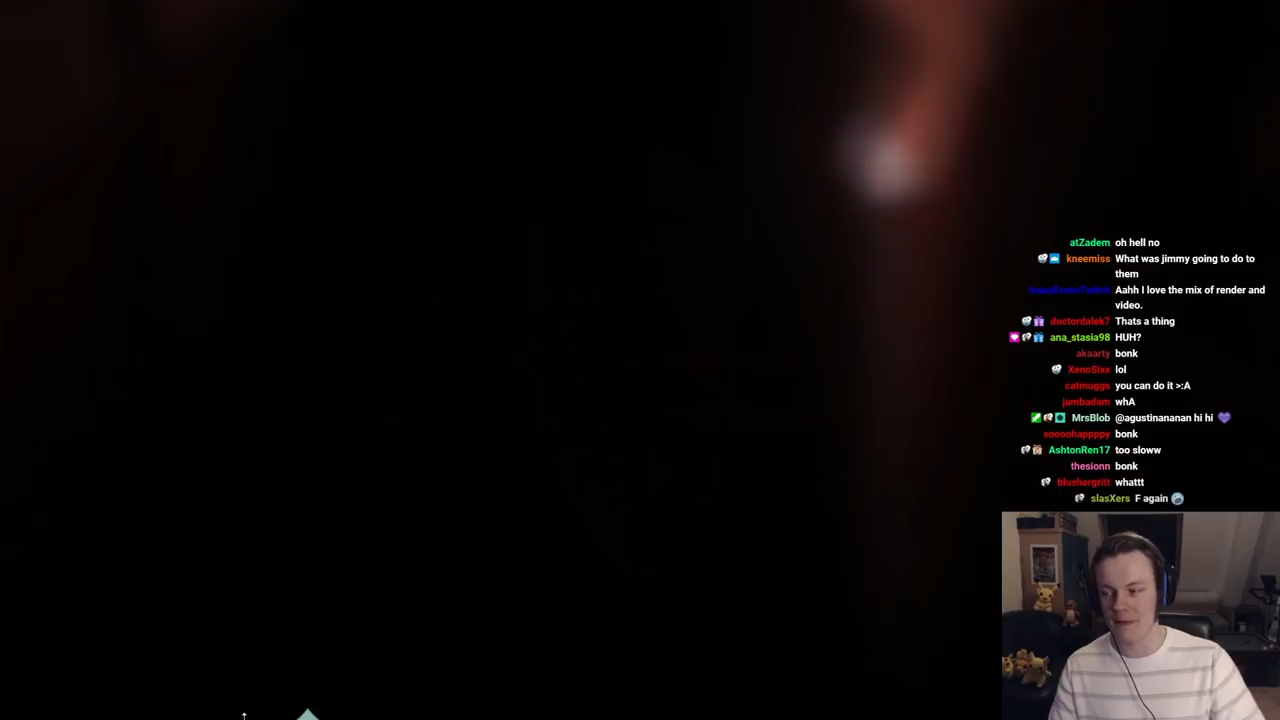 atZadem oh hell no
kneemiss What was jimmy going to do to
them
Aahh I love the mix of render and
video.
doctordalek7 Thats a thing
ana_stasia98 HUH?
akaarty bonk
XenoSixx lol
catmuggs you can do it >:A
jambadam whA
MrsBlob @agustinananan hi hi
soooohappppy bonk
AshtonRen17 too sloww
thesionn bonk
bluehergritt whattt
slasXers F again